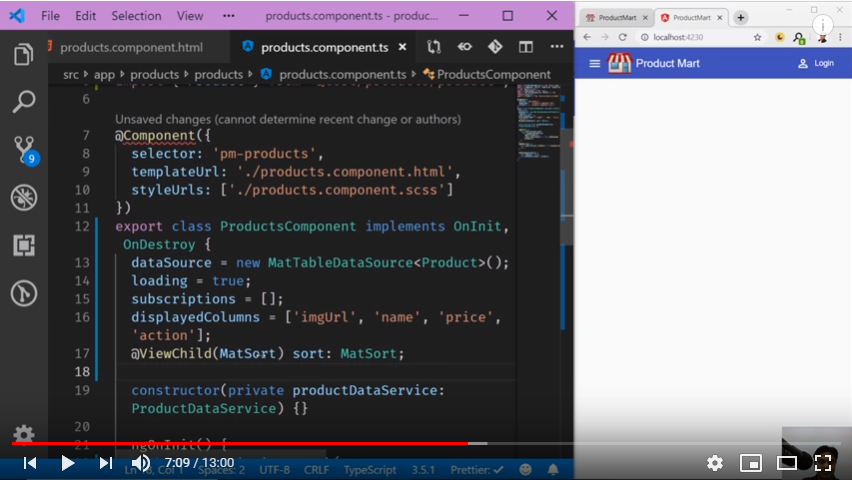 File Edit Selection View ··· products.component.ts - produc...
ProductMart
ProductMart
localhost:4230
products.component.html
products.component.ts
src > app > products > products > products.component.ts > ProductsComponent
Product Mart
Login
6
Unsaved changes (cannot determine recent change or authors)
7 @Component({
8 selector: 'pm-products',
9 templateUrl: './products.component.html',
10 styleUrls: ['./products.component.scss']
11 })
12 export class ProductsComponent implements OnInit,
OnDestroy {
13 dataSource = new MatTableDataSource<Product>();
14 loading = true;
15 subscriptions = [];
16 displayedColumns = ['imgUrl', 'name', 'price',
'action'];
17 @ViewChild(MatSort) sort: MatSort;
18
19 constructor(private productDataService:
ProductDataService) {}
20
21 ngOnInit() {
9
7:09 / 13:00
Spaces: 2 UTF-8 CRLF TypeScript 3.5.1 Prettier: ✓